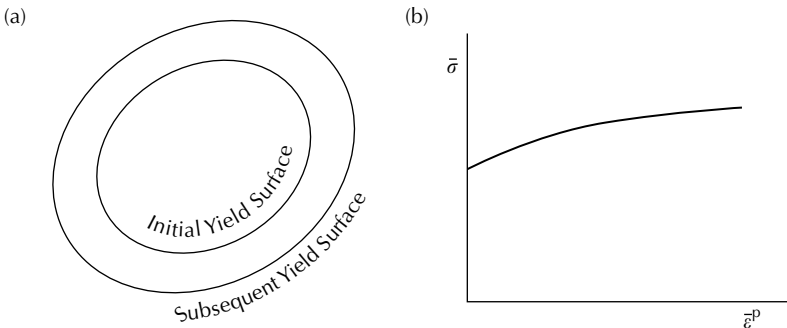 (a)
Initial Yield Surface
Subsequent Yield Surface
(b)
σ̄
ε̄ᵖ